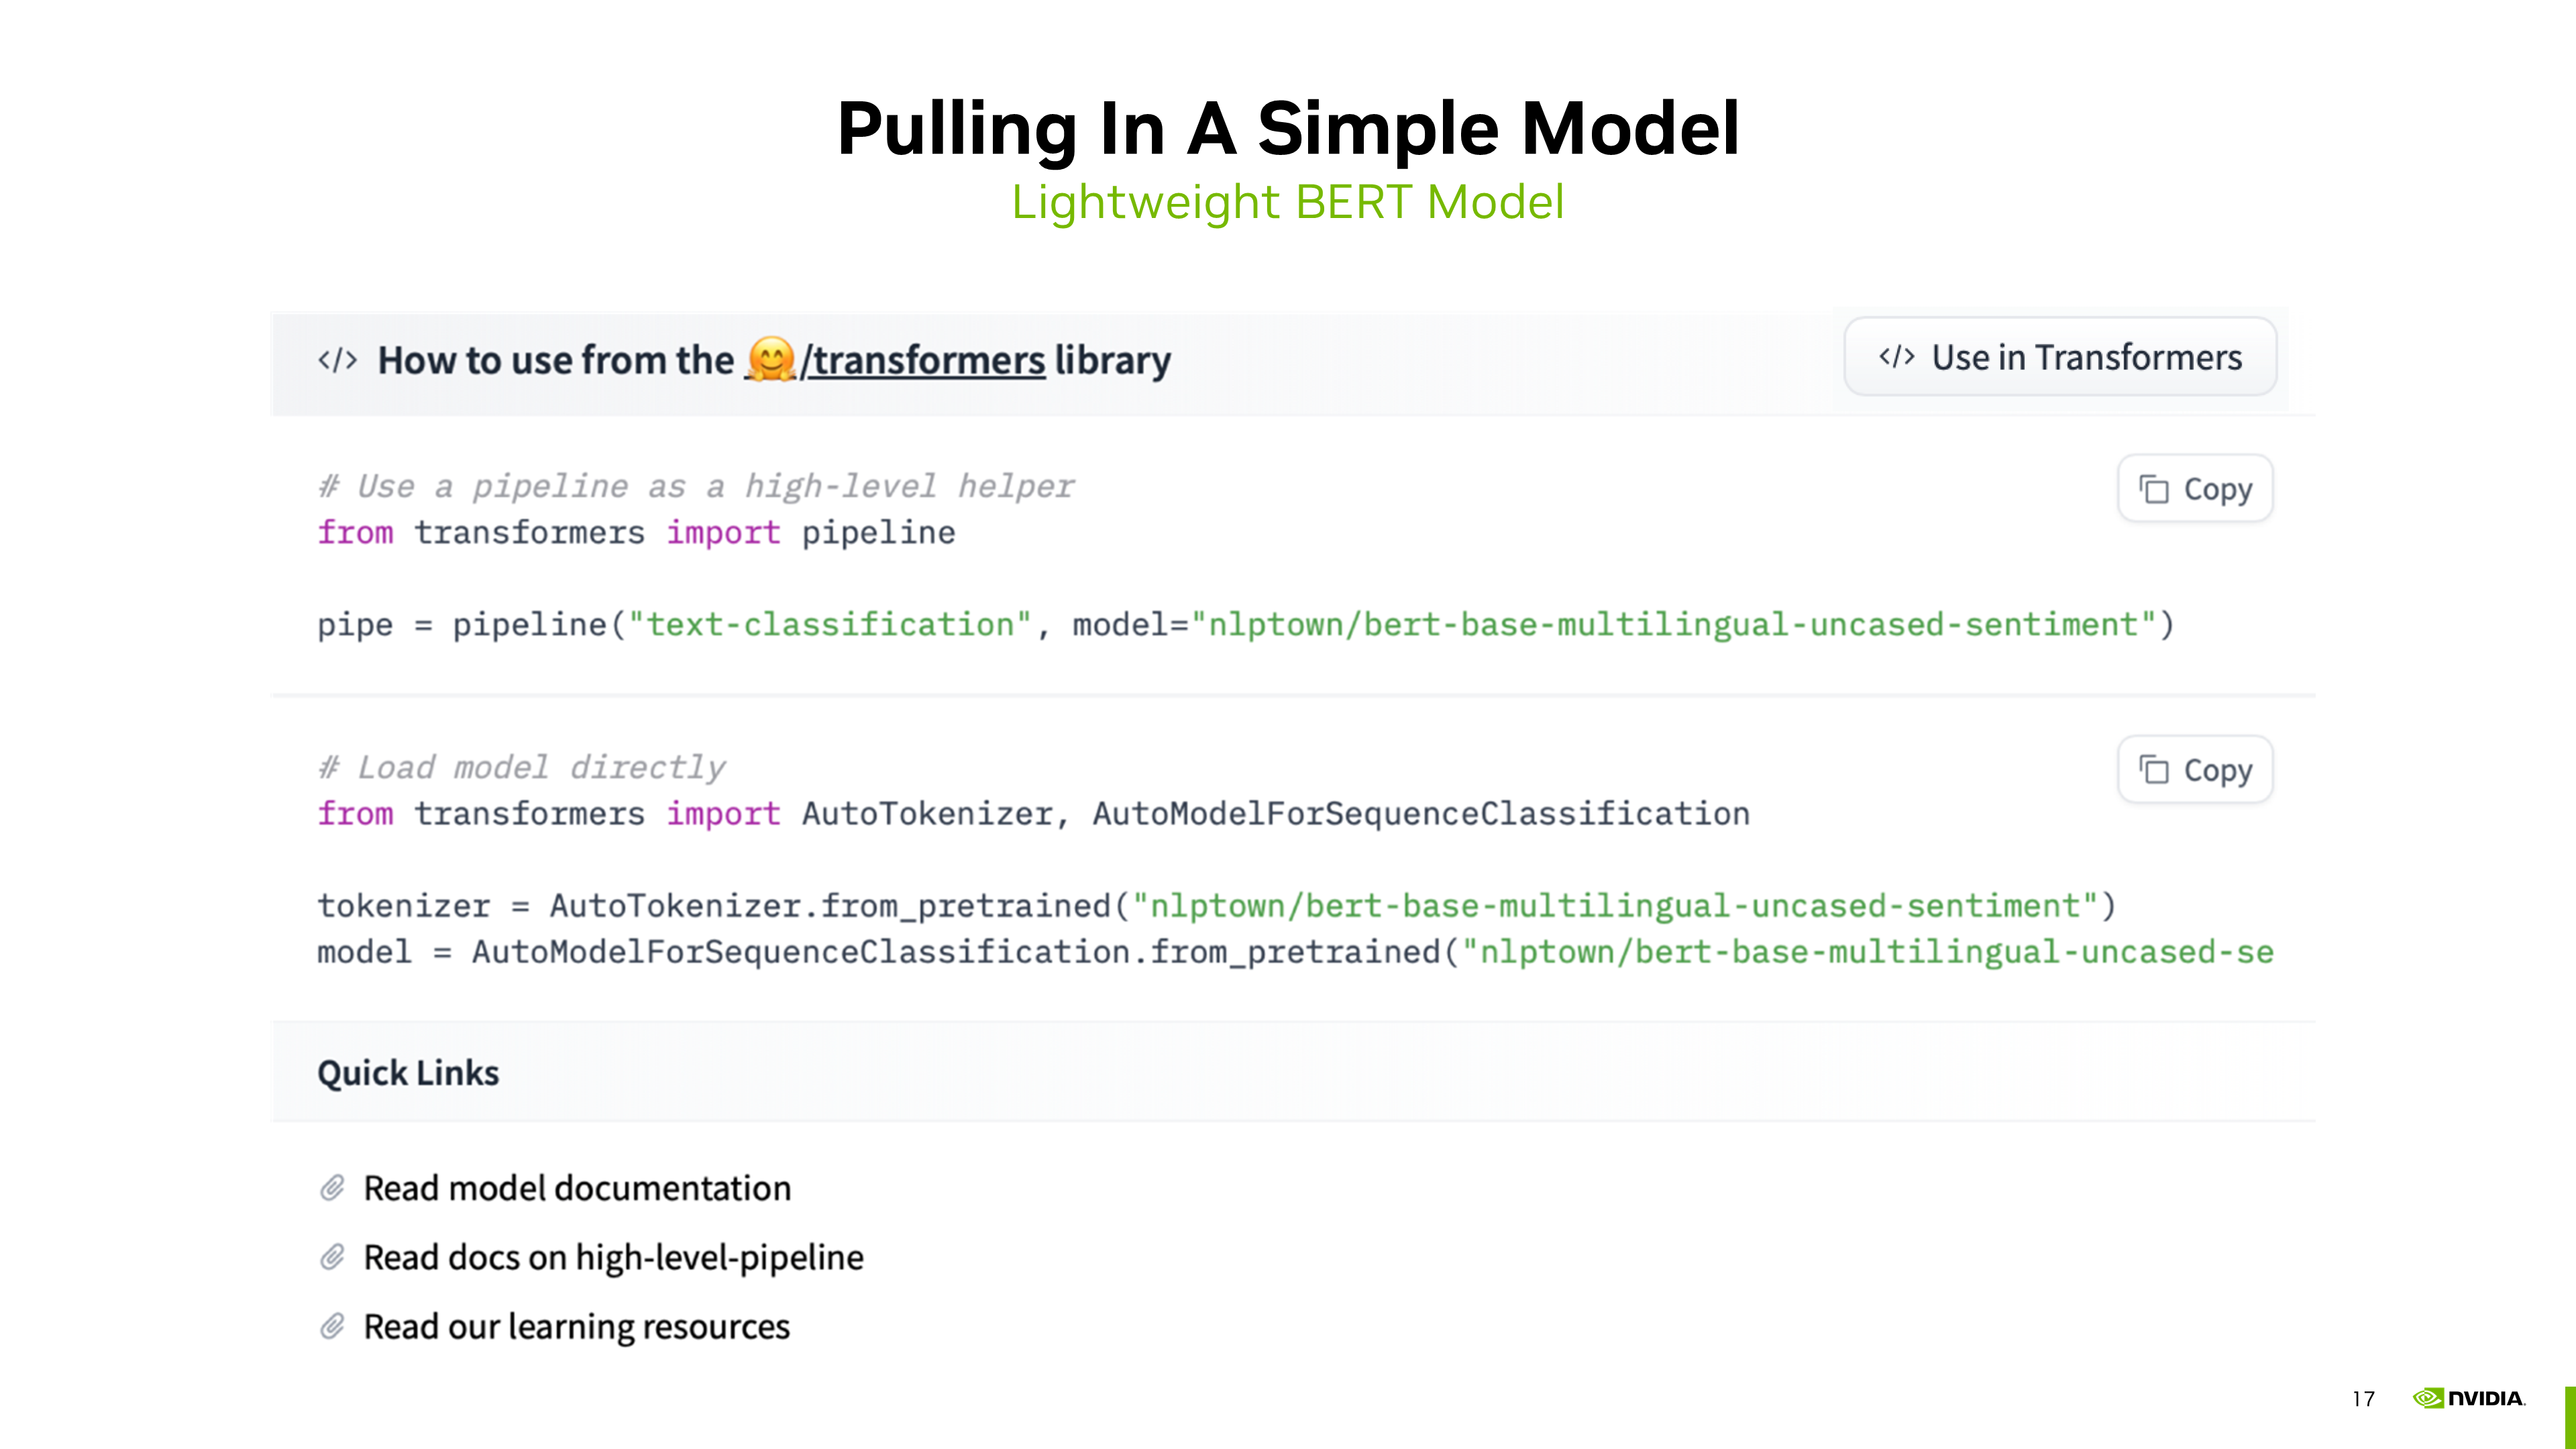 Pulling In A Simple Model
Lightweight BERT Model
</> How to use from the 🤗/transformers library
</> Use in Transformers
# Use a pipeline as a high-level helper
Copy
from transformers import pipeline
pipe = pipeline("text-classification", model="nlptown/bert-base-multilingual-uncased-sentiment")
# Load model directly
Copy
from transformers import AutoTokenizer, AutoModelForSequenceClassification
tokenizer = AutoTokenizer.from_pretrained("nlptown/bert-base-multilingual-uncased-sentiment")
model = AutoModelForSequenceClassification.from_pretrained("nlptown/bert-base-multilingual-uncased-se
Quick Links
Read model documentation
Read docs on high-level-pipeline
Read our learning resources
17
NVIDIA.